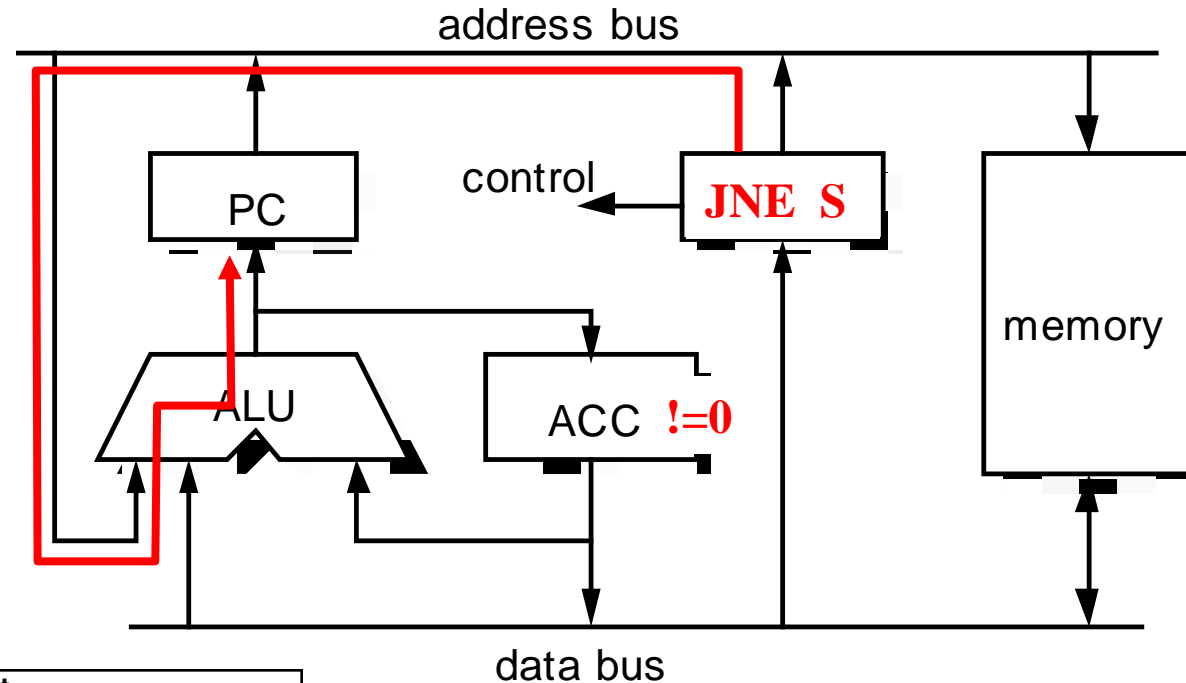 address bus
control
PC
JNE S
memory
ALU
ACC !=0
data bus